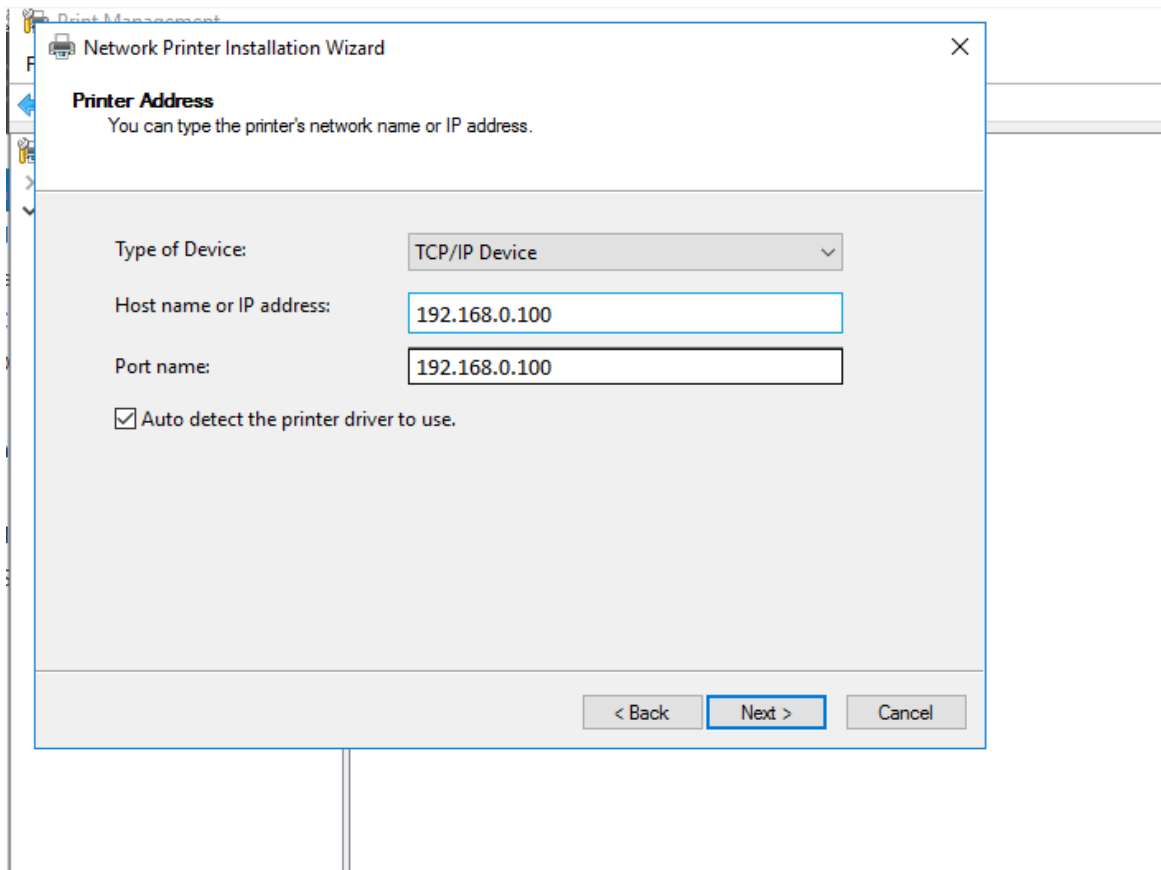 Print Management
Network Printer Installation Wizard
Printer Address
You can type the printer's network name or IP address.
Type of Device:
TCP/IP Device
Host name or IP address:
192.168.0.100
Port name:
192.168.0.100
Auto detect the printer driver to use.
< Back
Next >
Cancel